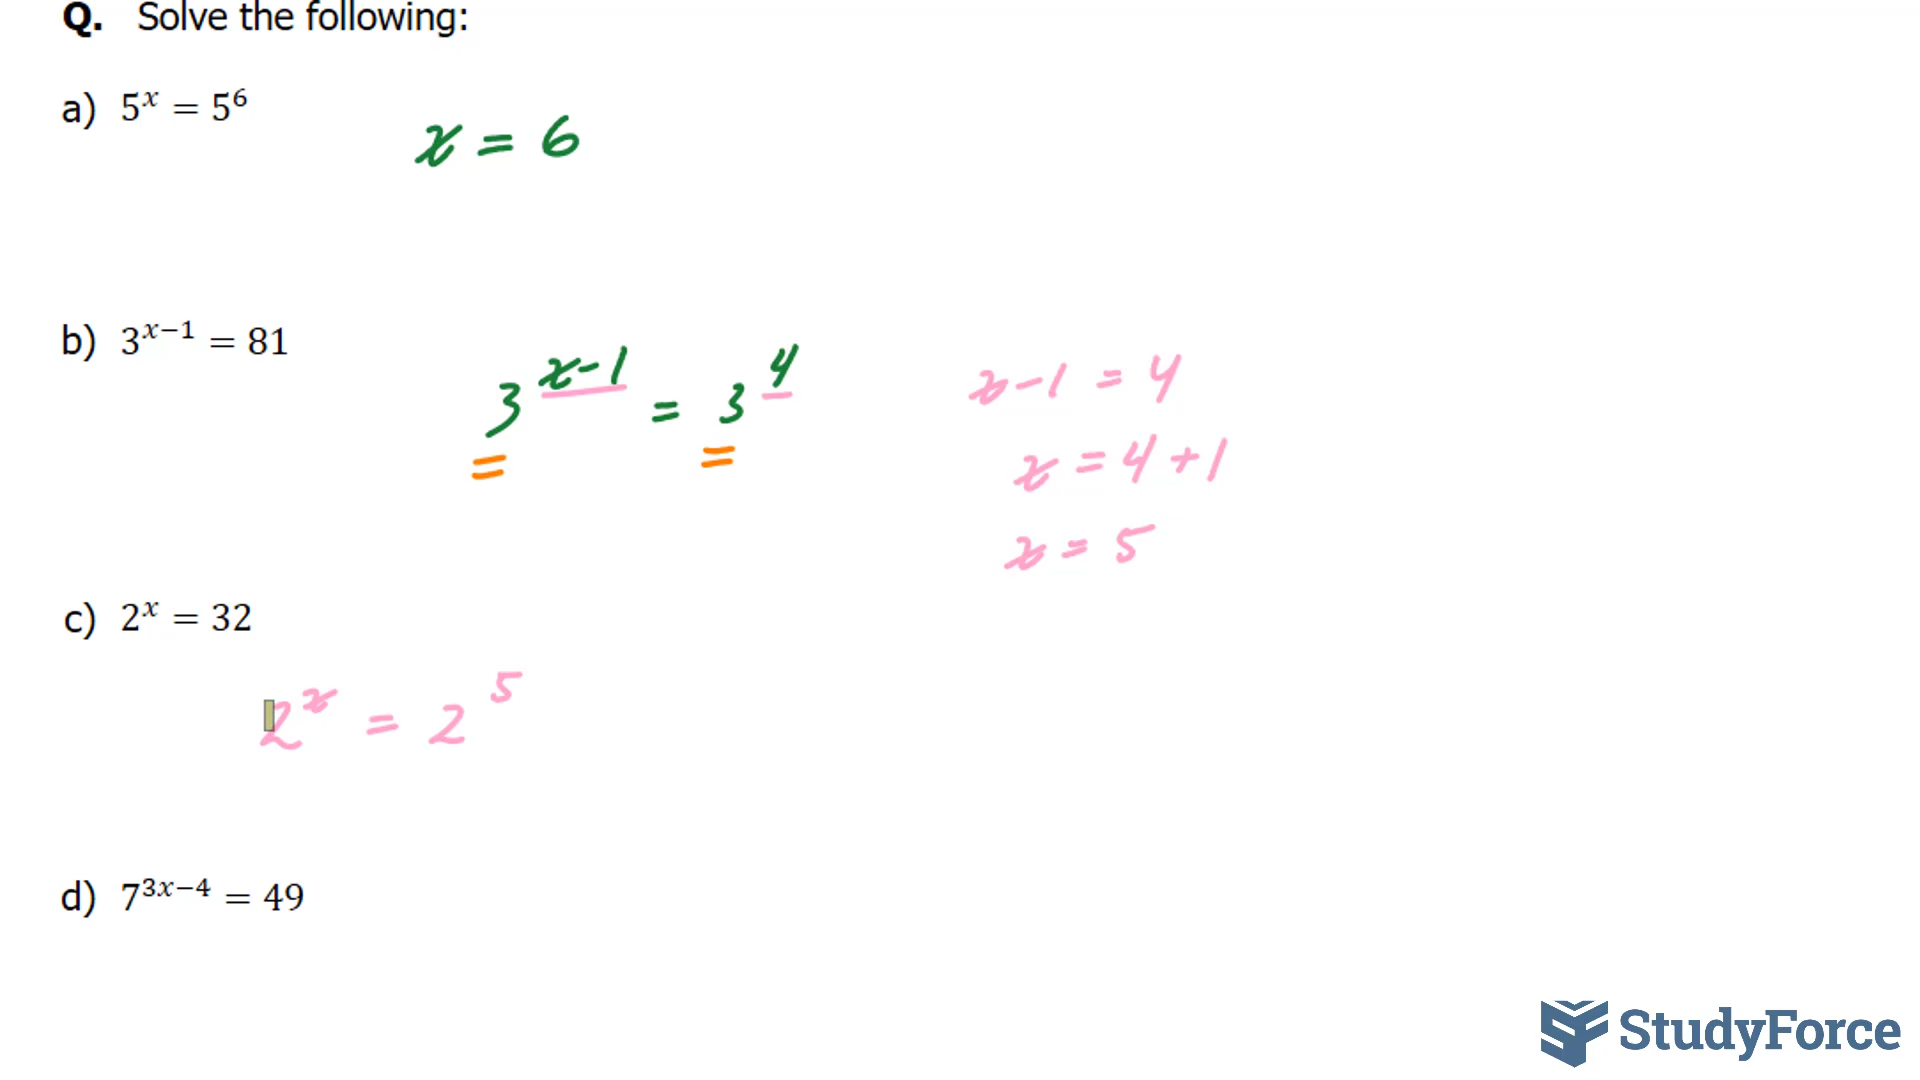 Q. Solve the following:
a) 5^x = 5^6
x = 6
b) 3^{x−1} = 81
3^{x-1} = 3^4
x-1 = 4
x = 4+1
x = 5
c) 2^x = 32
2^x = 2^5
d) 7^{3x−4} = 49
StudyForce